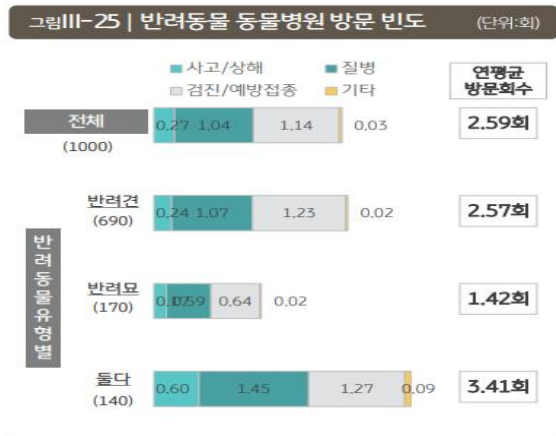 그림III-25 | 반려동물 동물병원 방문 빈도 (단위:회)
사고/상해 질병
검진/예방접종 기타
연평균
방문회수
전체
(1000)
0.27 1.04 1.14 0.03
2.59회
반려동물유형별
반려견
(690)
0.24 1.07 1.23 0.02
2.57회
반려묘
(170)
0.59 0.64 0.02
1.42회
둘다
(140)
0.60 1.45 1.27 0.09
3.41회